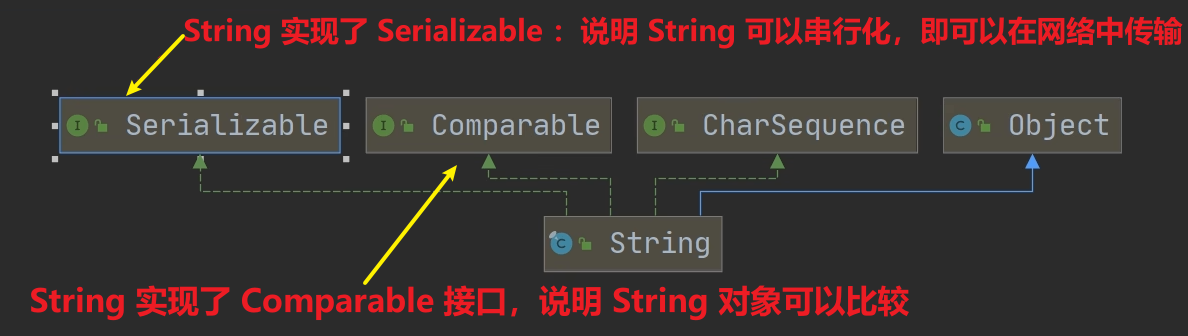 String 实现了 Serializable ：说明 String 可以串行化，即可以在网络中传输
I Serializable I Comparable I CharSequence C Object
C String
String 实现了 Comparable 接口，说明 String 对象可以比较